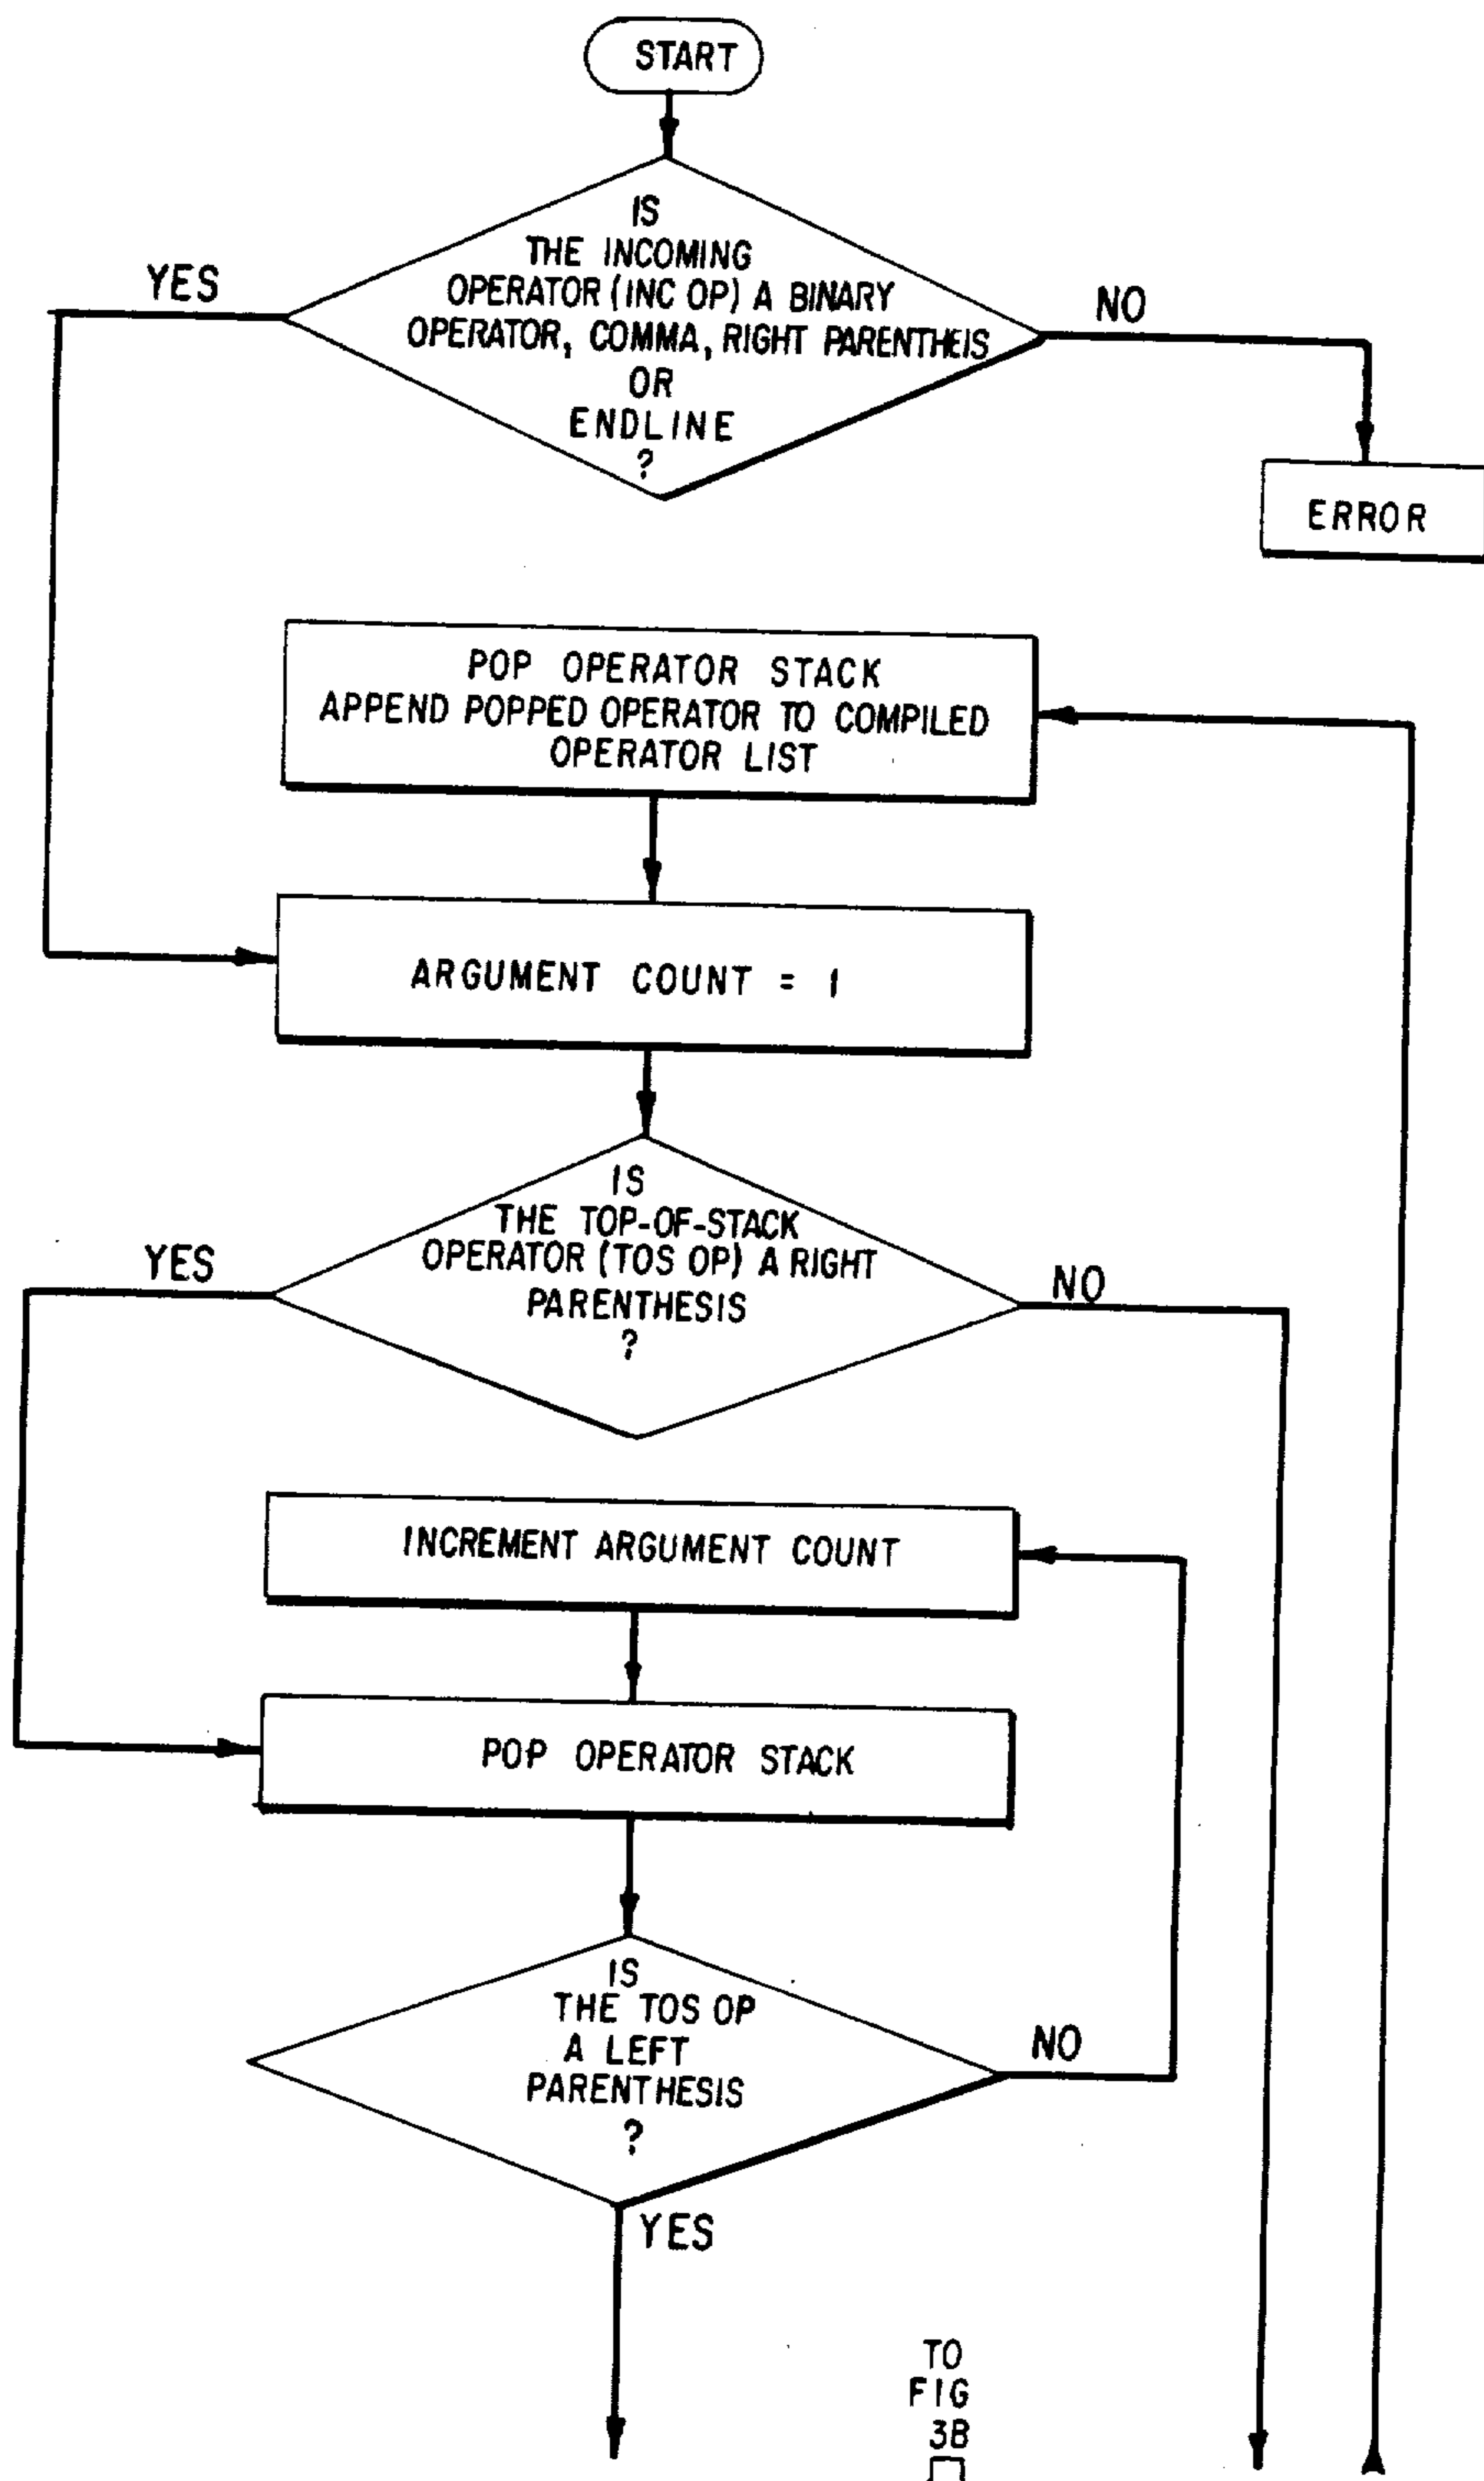 START
IS
THE INCOMING
OPERATOR (INC OP) A BINARY
OPERATOR, COMMA, RIGHT PARENTHEIS
OR
ENDLINE
?
YES
NO
ERROR
POP OPERATOR STACK
APPEND POPPED OPERATOR TO COMPILED
OPERATOR LIST
ARGUMENT COUNT = 1
IS
THE TOP-OF-STACK
OPERATOR (TOS OP) A RIGHT
PARENTHESIS
?
YES
NO
INCREMENT ARGUMENT COUNT
POP OPERATOR STACK
IS
THE TOS OP
A LEFT
PARENTHESIS
?
NO
YES
TO
FIG
3B